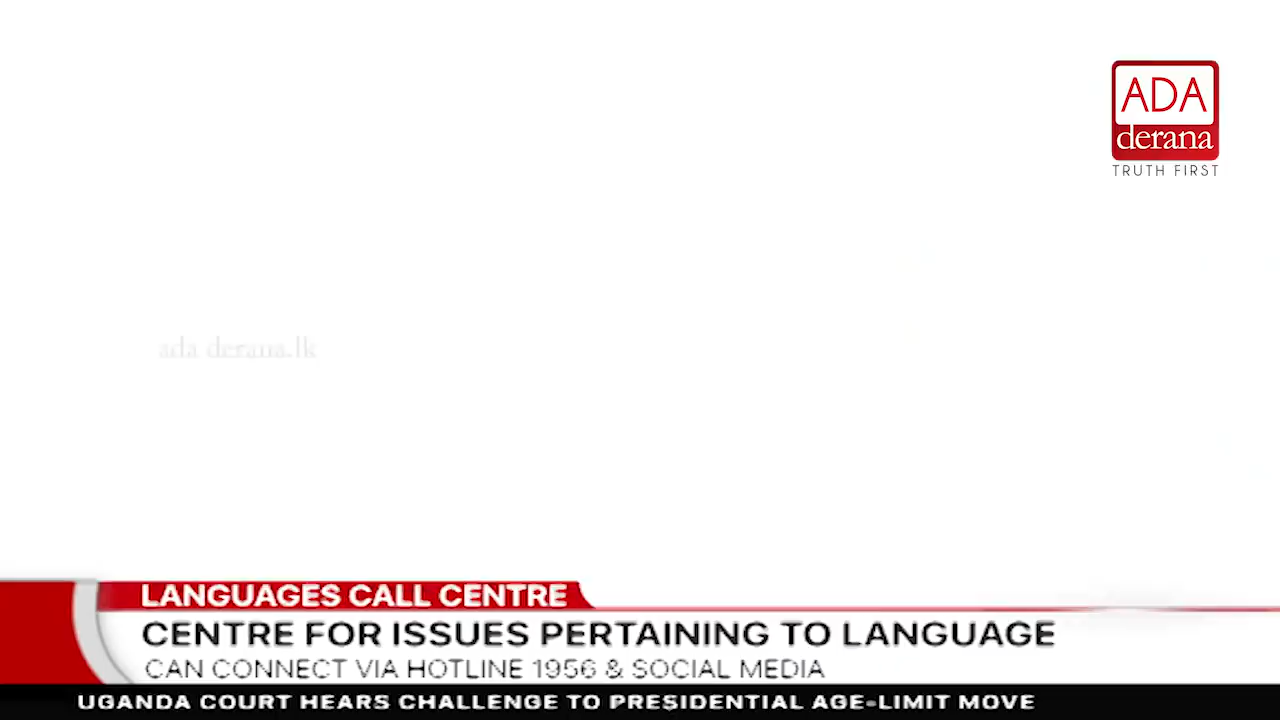 ADA
derana
TRUTH FIRST
ada derana.lk
LANGUAGES CALL CENTRE
CENTRE FOR ISSUES PERTAINING TO LANGUAGE
CAN CONNECT VIA HOTLINE 1956 & SOCIAL MEDIA
UGANDA COURT HEARS CHALLENGE TO PRESIDENTIAL AGE-LIMIT MOVE